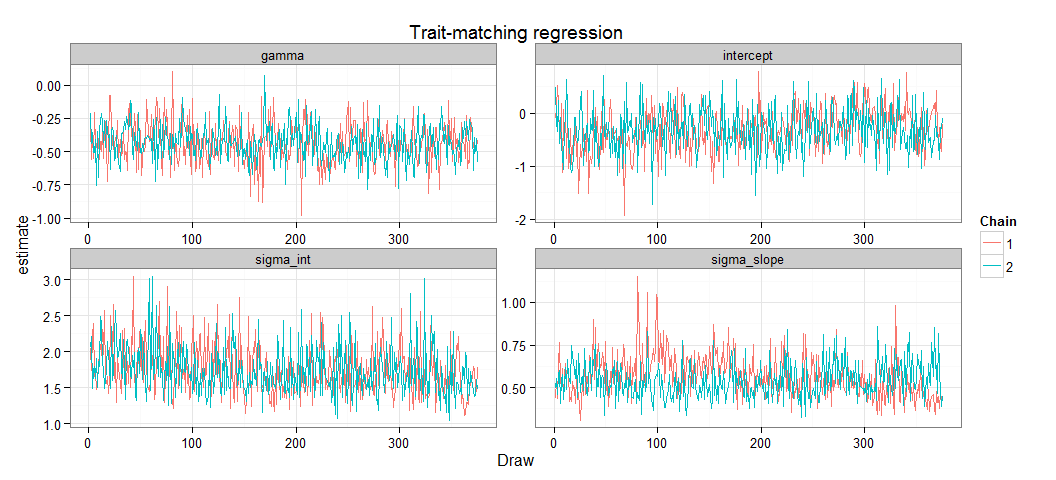 Trait-matching regression
gamma
intercept
0.00
-0.25
-0.50
-0.75
-1.00
0
-1
-2
0 100 200 300
0 100 200 300
estimate
sigma_int
sigma_slope
3.0
2.5
2.0
1.5
1.0
1.00
0.75
0.50
0 100 200 300
0 100 200 300
Draw
Chain
1
2